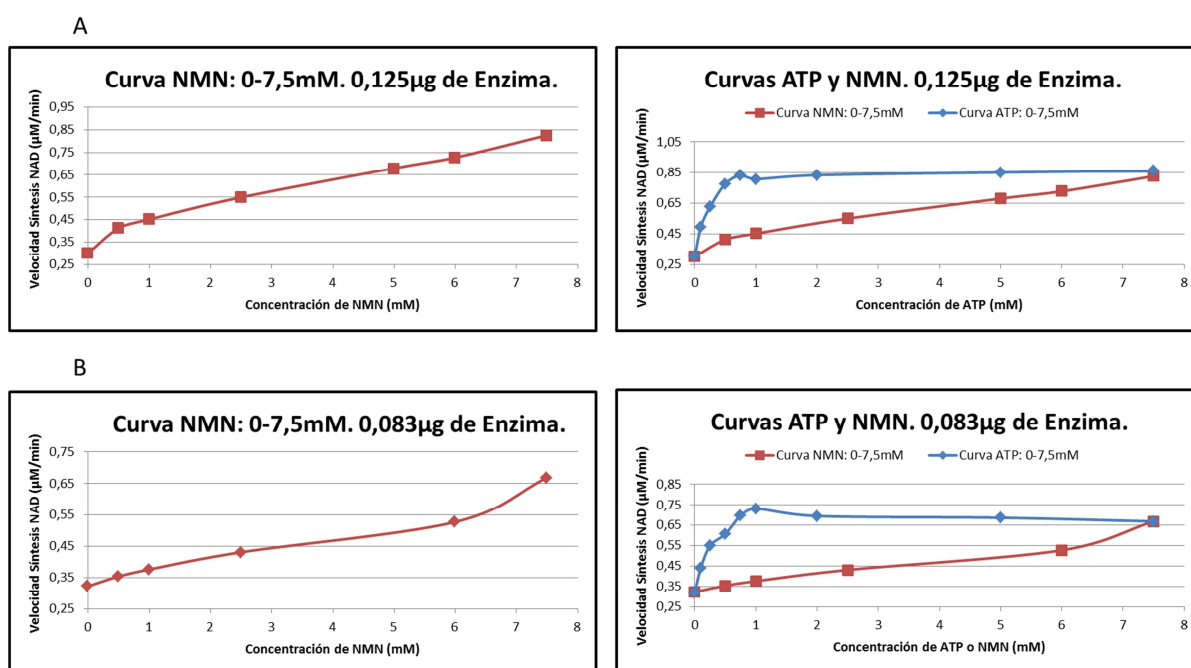 A
Curva NMN: 0-7,5mM. 0,125µg de Enzima.
Velocidad Síntesis NAD (µM/min)
0,95
0,85
0,75
0,65
0,55
0,45
0,35
0,25
0 1 2 3 4 5 6 7 8
Concentración de NMN (mM)
Curvas ATP y NMN. 0,125µg de Enzima.
Curva NMN: 0-7,5mM Curva ATP: 0-7,5mM
Velocidad Síntesis NAD (µM/min)
1,05
0,85
0,65
0,45
0,25
0 1 2 3 4 5 6 7 8
Concentración de ATP (mM)
B
Curva NMN: 0-7,5mM. 0,083µg de Enzima.
Velocidad Síntesis NAD (µM/min)
0,75
0,65
0,55
0,45
0,35
0,25
0 1 2 3 4 5 6 7 8
Concentración de NMN (mM)
Curvas ATP y NMN. 0,083µg de Enzima.
Curva NMN: 0-7,5mM Curva ATP: 0-7,5mM
Velocidad Síntesis NAD (µM/min)
0,85
0,75
0,65
0,55
0,45
0,35
0,25
0 1 2 3 4 5 6 7 8
Concentración de ATP o NMN (mM)